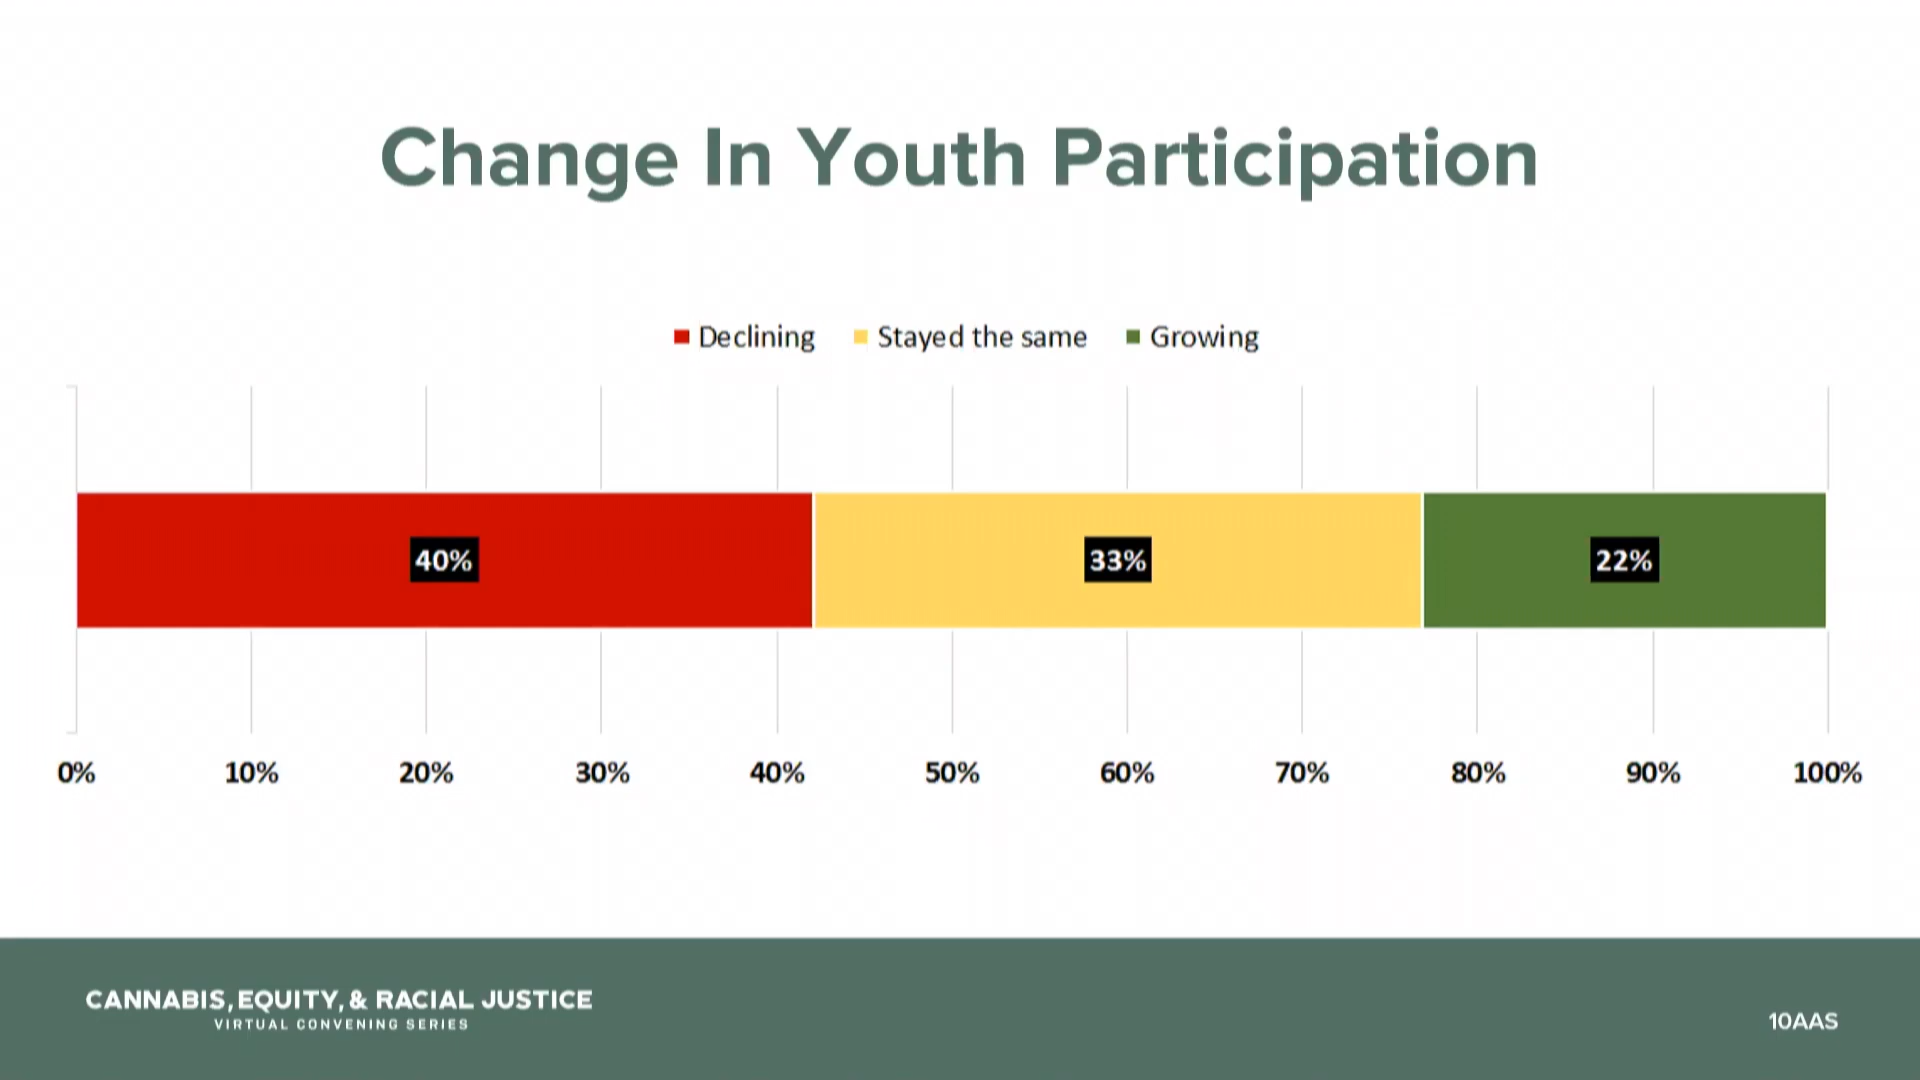 Change In Youth Participation
Declining Stayed the same Growing
40% 33% 22%
0% 10% 20% 30% 40% 50% 60% 70% 80% 90% 100%
CANNABIS, EQUITY, & RACIAL JUSTICE
VIRTUAL CONVENING SERIES
10AAS